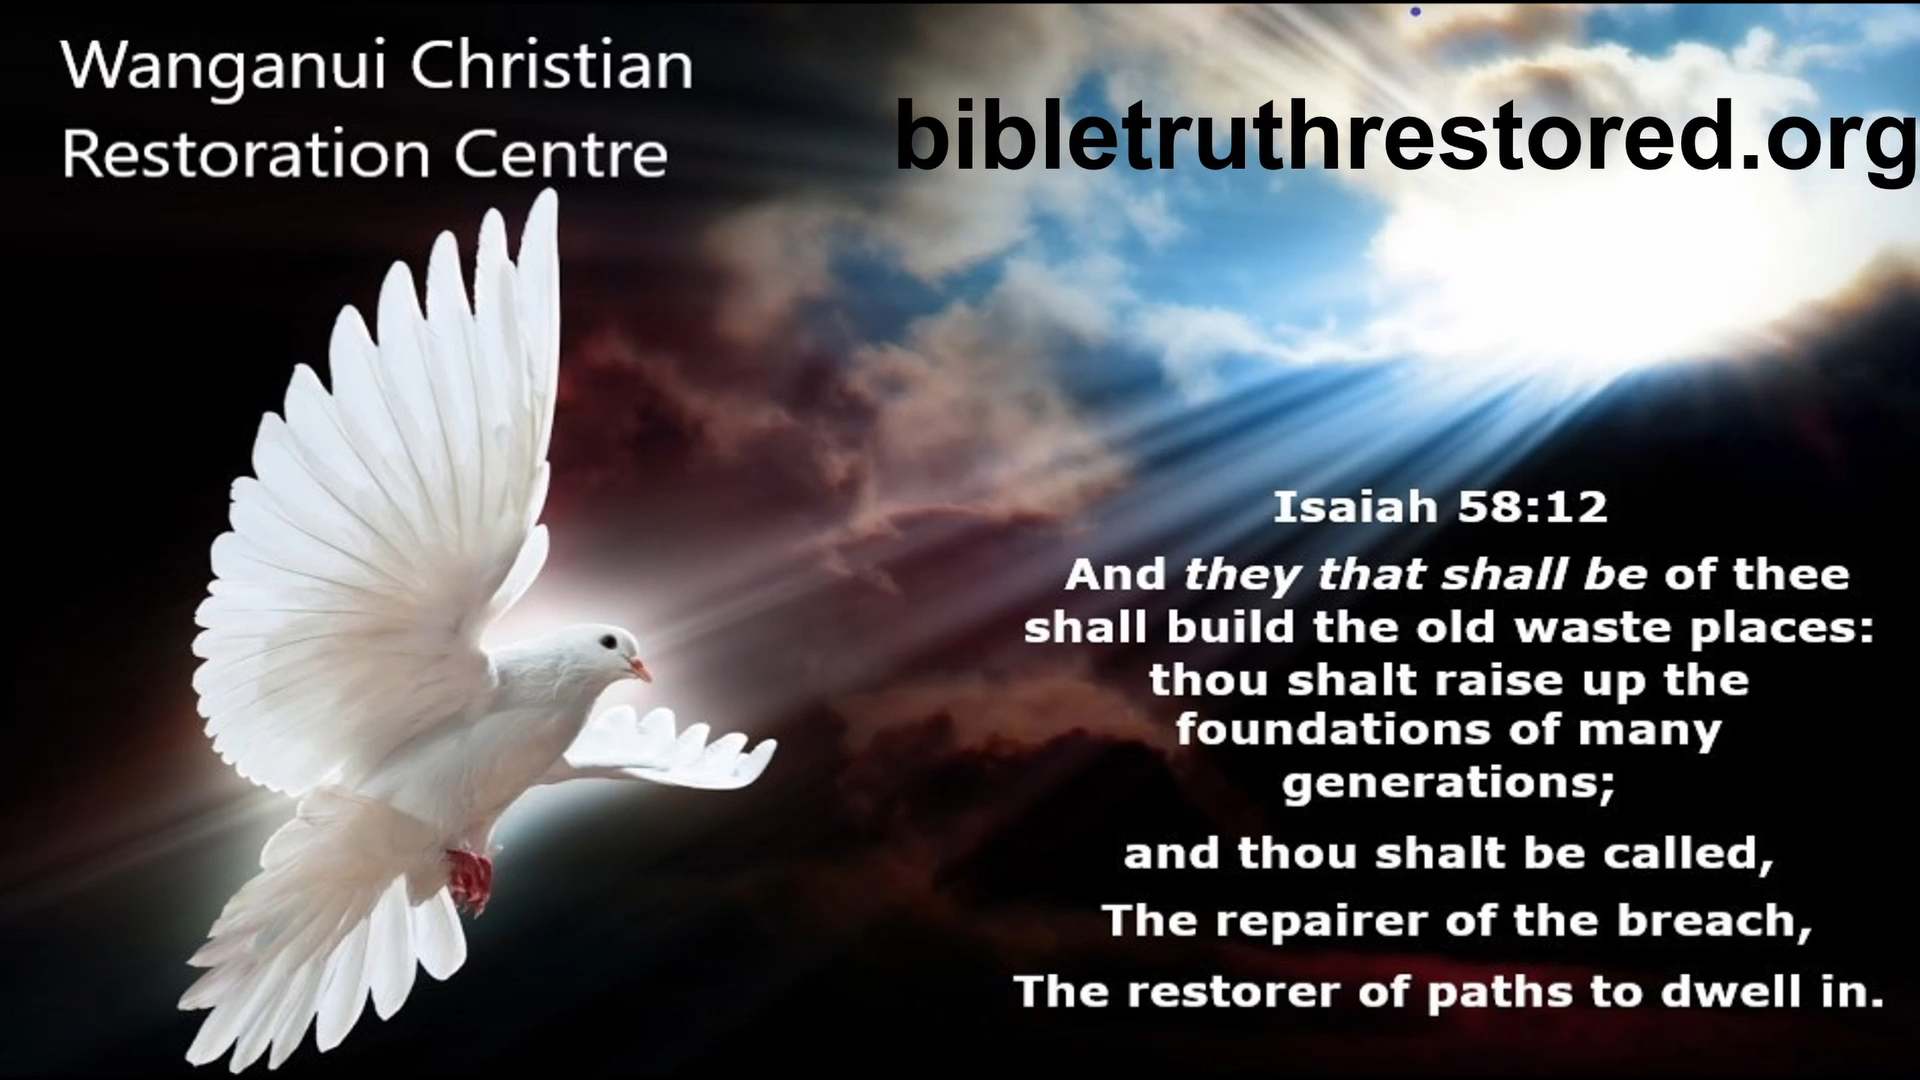 Wanganui Christian
Restoration Centre
bibletruthrestored.org
Isaiah 58:12
And they that shall be of thee
shall build the old waste places:
thou shalt raise up the
foundations of many
generations;
and thou shalt be called,
The repairer of the breach,
The restorer of paths to dwell in.